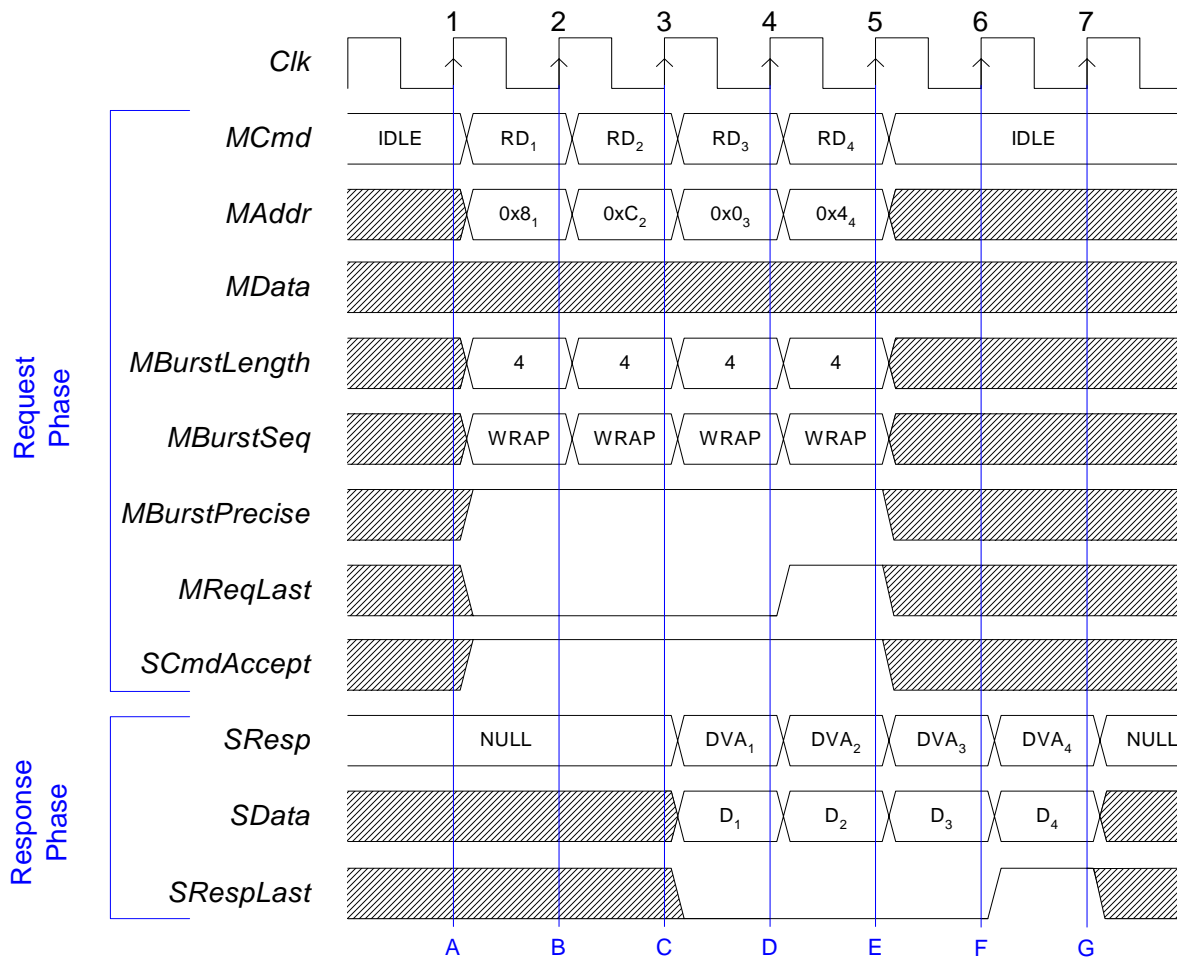 1 2 3 4 5 6 7
Clk
MCmd IDLE RD₁ RD₂ RD₃ RD₄ IDLE
MAddr 0x8₁ 0xC₂ 0x0₃ 0x4₄
MData
MBurstLength 4 4 4 4
MBurstSeq WRAP WRAP WRAP WRAP
MBurstPrecise
MReqLast
SCmdAccept
Request
Phase
SResp NULL DVA₁ DVA₂ DVA₃ DVA₄ NULL
SData D₁ D₂ D₃ D₄
SRespLast
Response
Phase
A B C D E F G